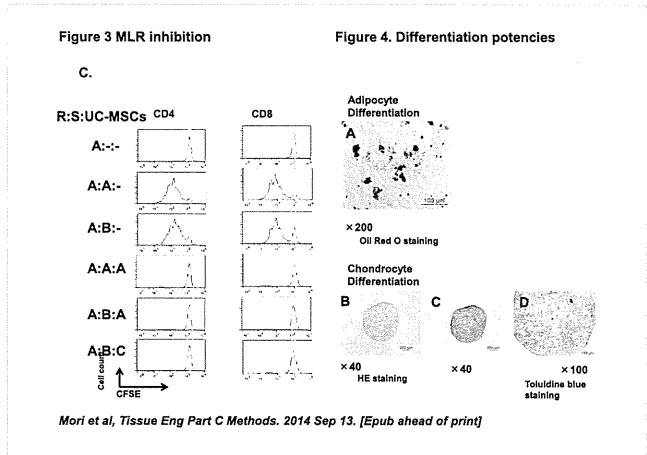 Figure 3 MLR inhibition
Figure 4. Differentiation potencies
C.
R:S:UC-MSCs CD4 CD8
A:-:-
A:A:-
A:B:-
A:A:A
A:B:A
A:B:C
Cell count
CFSE
Adipocyte
Differentiation
A
100 μm
×200
Oil Red O staining
Chondrocyte
Differentiation
B C D
×40 ×40 ×100
HE staining
Toluidine blue
staining
Mori et al, Tissue Eng Part C Methods. 2014 Sep 13. [Epub ahead of print]